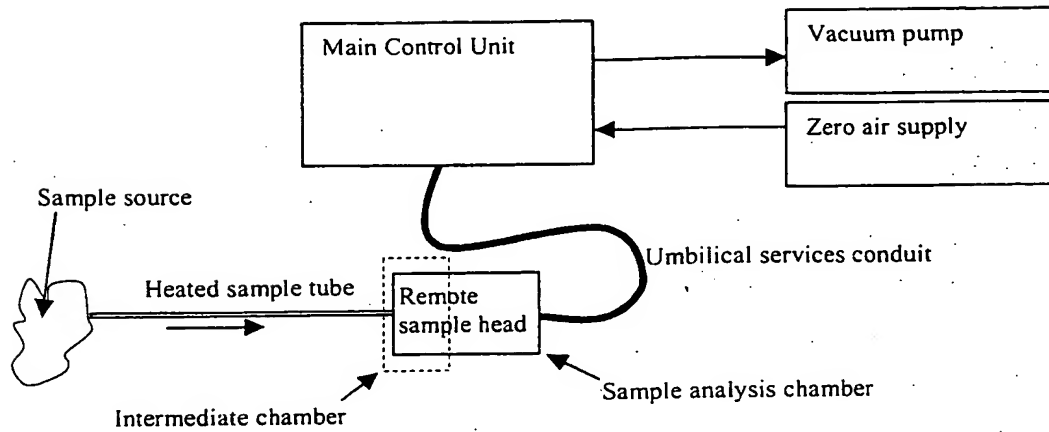 Main Control Unit
Vacuum pump
Zero air supply
Sample source
Umbilical services conduit
Heated sample tube
Remote
sample head
Sample analysis chamber
Intermediate chamber